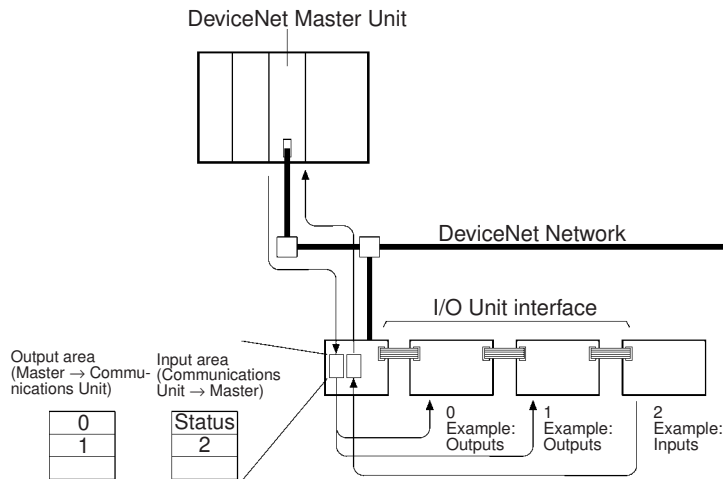 DeviceNet Master Unit
DeviceNet Network
I/O Unit interface
Output area
(Master → Commu-
nications Unit)
Input area
(Communications
Unit → Master)
0
1
Status
2
0
Example:
Outputs
1
Example:
Outputs
2
Example:
Inputs